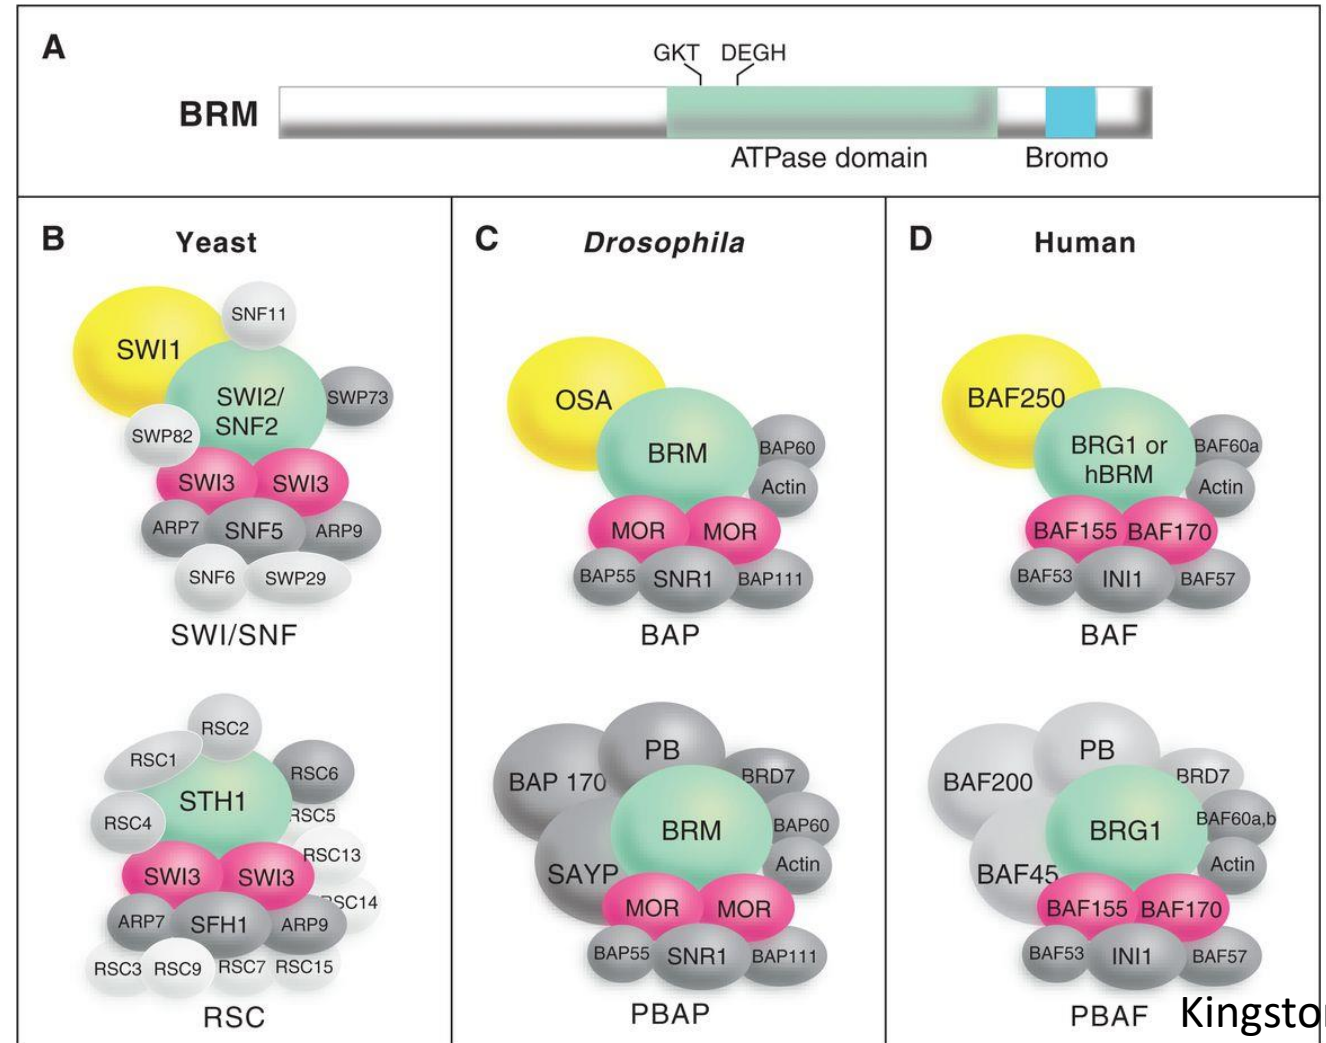 A
GKT DEGH
BRM
ATPase domain
Bromo
B
Yeast
SNF11
SWI1
SWI2/
SNF2
SWP73
SWP82
SWI3
SWI3
ARP7
SNF5
ARP9
SNF6
SWP29
SWI/SNF
RSC2
RSC1
RSC6
STH1
RSC5
RSC4
RSC13
SWI3
SWI3
RSC14
ARP7
SFH1
ARP9
RSC3
RSC9
RSC7
RSC15
RSC
C
Drosophila
OSA
BRM
BAP60
Actin
MOR
MOR
BAP55
SNR1
BAP111
BAP
PB
BAP 170
BRD7
BRM
BAP60
SAYP
Actin
MOR
MOR
BAP55
SNR1
BAP111
PBAP
D
Human
BAF250
BRG1 or
hBRM
BAF60a
Actin
BAF155
BAF170
BAF53
INI1
BAF57
BAF
PB
BAF200
BRD7
BRG1
BAF60a,b
BAF45
Actin
BAF155
BAF170
BAF53
INI1
BAF57
PBAF
Kingsto